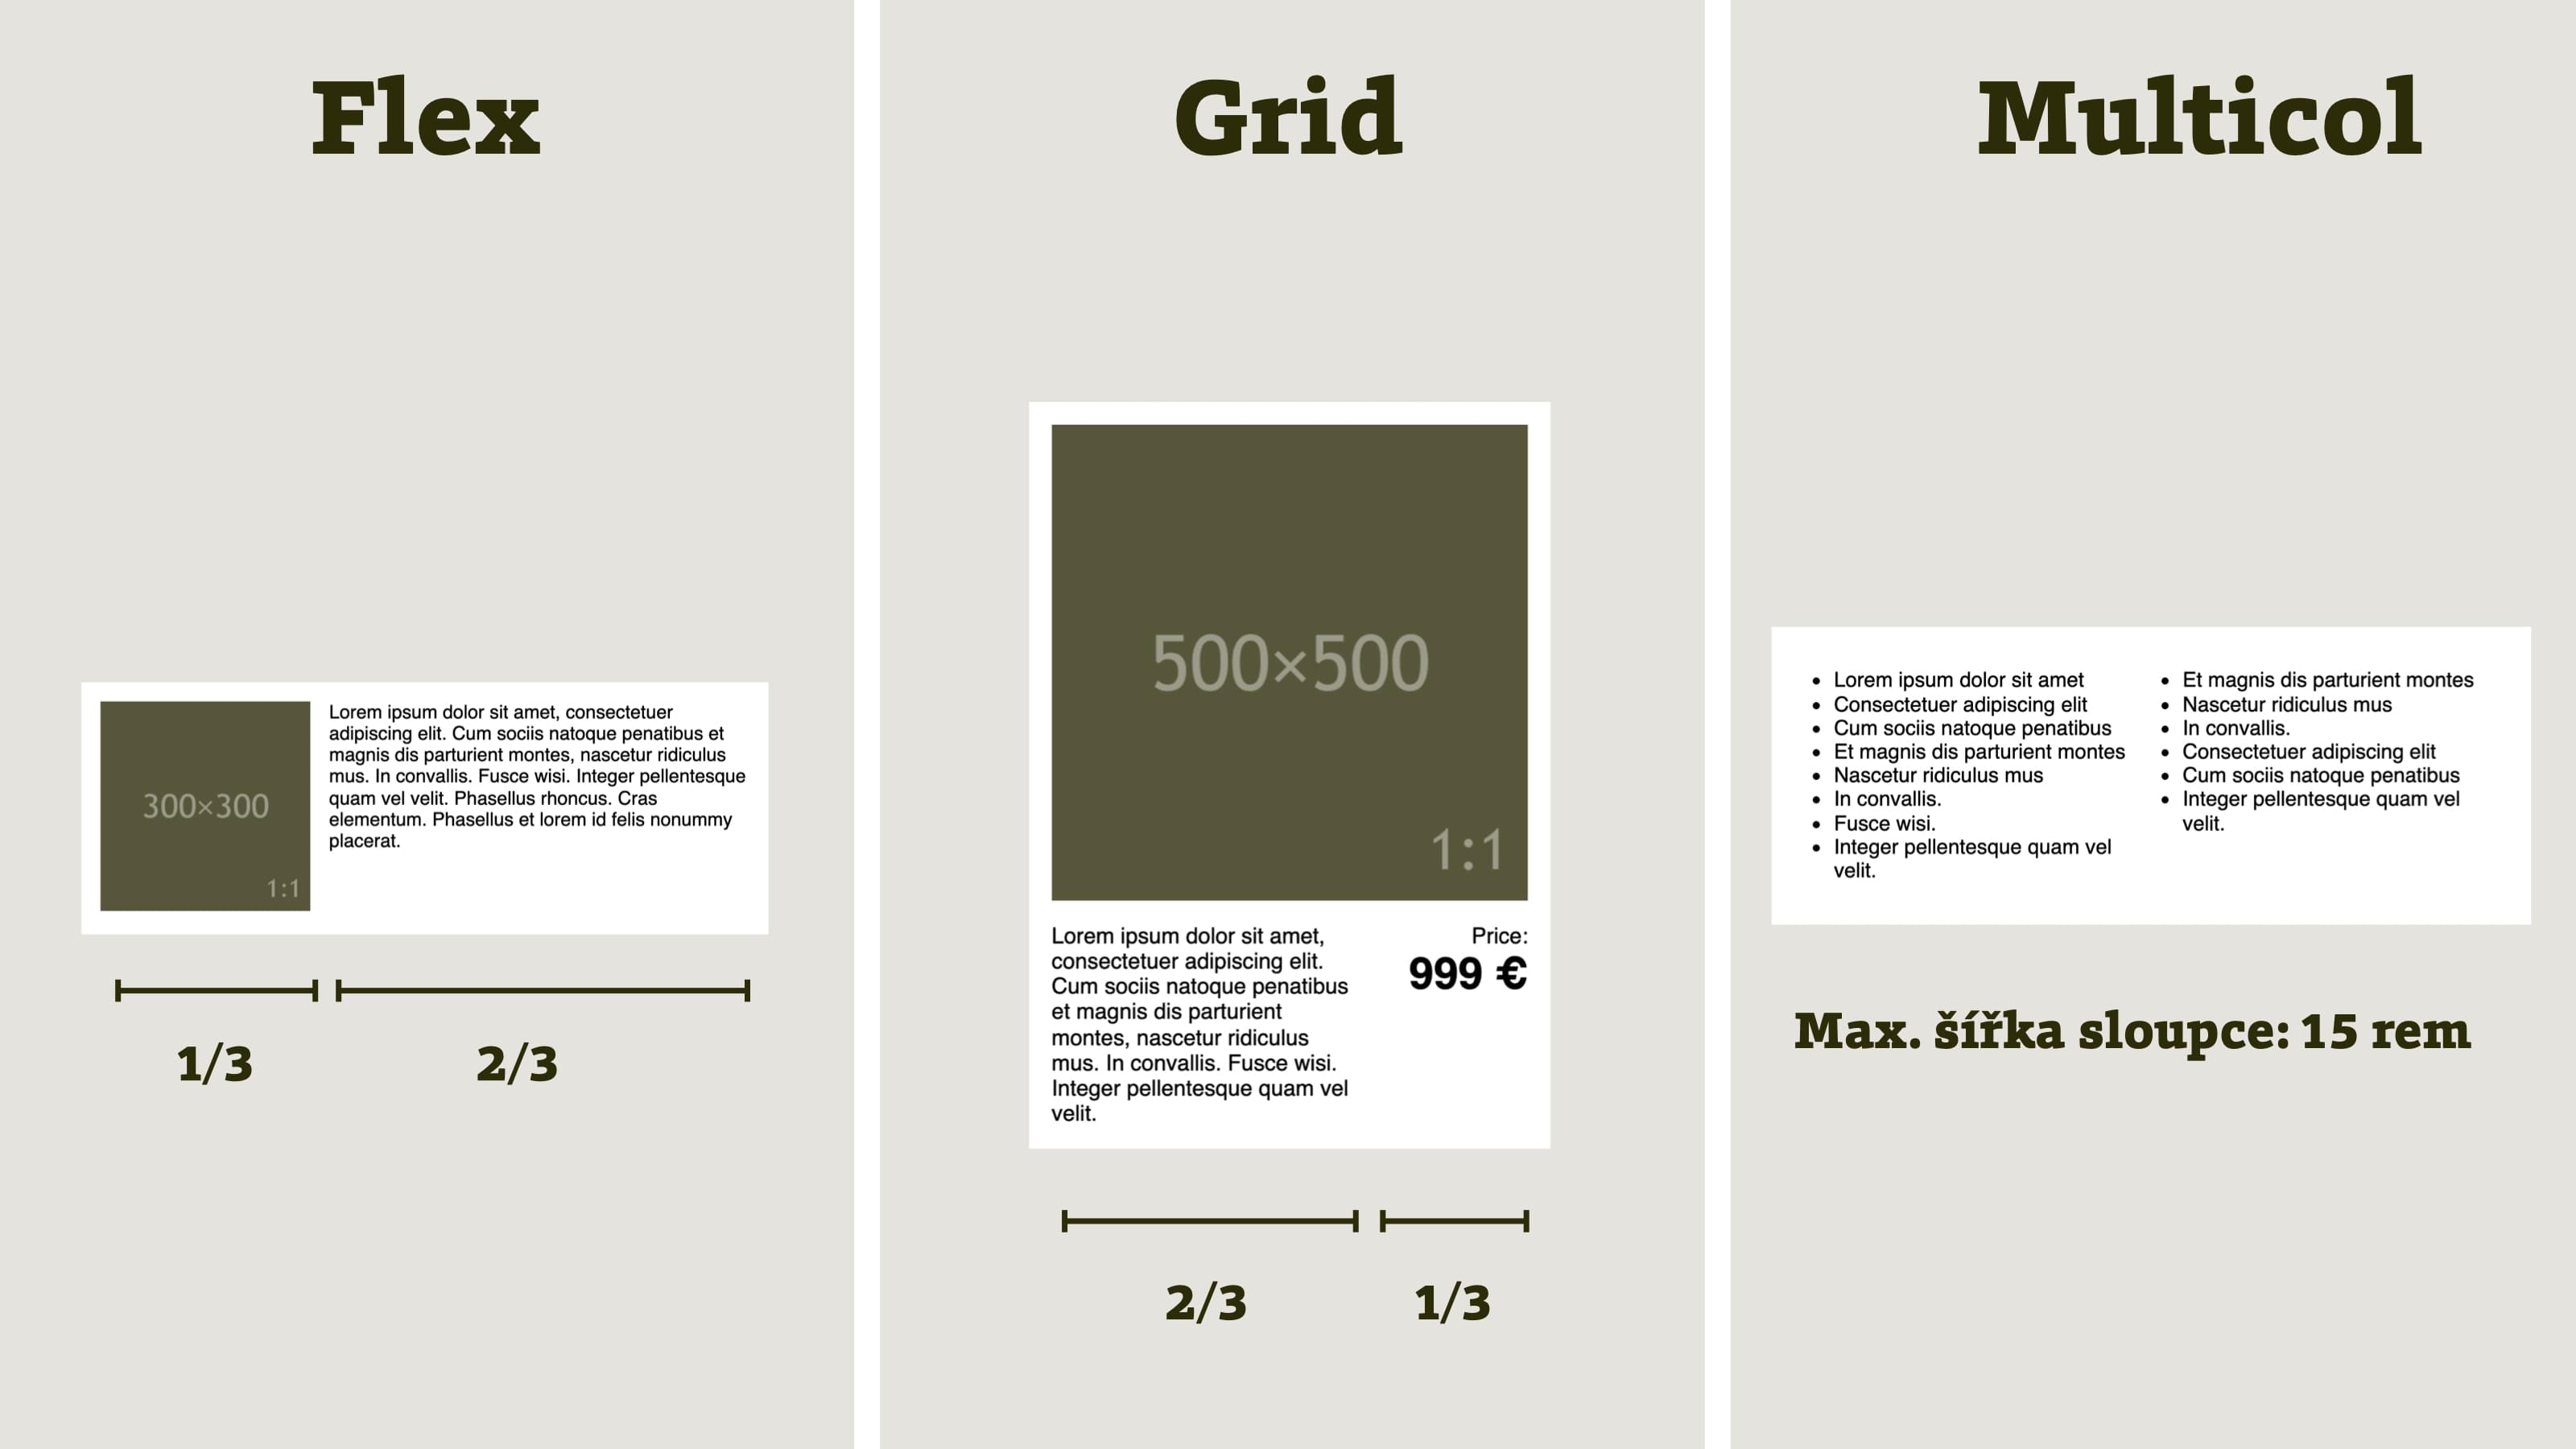 Flex
300×300
1:1
Lorem ipsum dolor sit amet, consectetuer
adipiscing elit. Cum sociis natoque penatibus et
magnis dis parturient montes, nascetur ridiculus
mus. In convallis. Fusce wisi. Integer pellentesque
quam vel velit. Phasellus rhoncus. Cras
elementum. Phasellus et lorem id felis nonummy
placerat.
1/3
2/3
Grid
500×500
1:1
Lorem ipsum dolor sit amet,
consectetuer adipiscing elit.
Cum sociis natoque penatibus
et magnis dis parturient
montes, nascetur ridiculus
mus. In convallis. Fusce wisi.
Integer pellentesque quam vel
velit.
Price:
999 €
2/3
1/3
Multicol
• Lorem ipsum dolor sit amet
• Consectetuer adipiscing elit
• Cum sociis natoque penatibus
• Et magnis dis parturient montes
• Nascetur ridiculus mus
• In convallis.
• Fusce wisi.
• Integer pellentesque quam vel
velit.
• Et magnis dis parturient montes
• Nascetur ridiculus mus
• In convallis.
• Consectetuer adipiscing elit
• Cum sociis natoque penatibus
• Integer pellentesque quam vel
velit.
Max. šířka sloupce: 15 rem